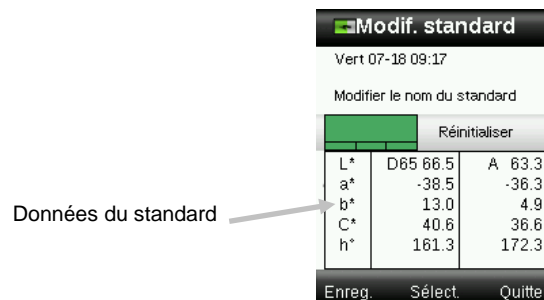 Modif. standard
Vert 07-18 09:17
Modifier le nom du standard
Réinitialiser
L* D65 66.5 A 63.3
a* -38.5 -36.3
b* 13.0 4.9
C* 40.6 36.6
h° 161.3 172.3
Enreg. Sélect. Quitte
Données du standard